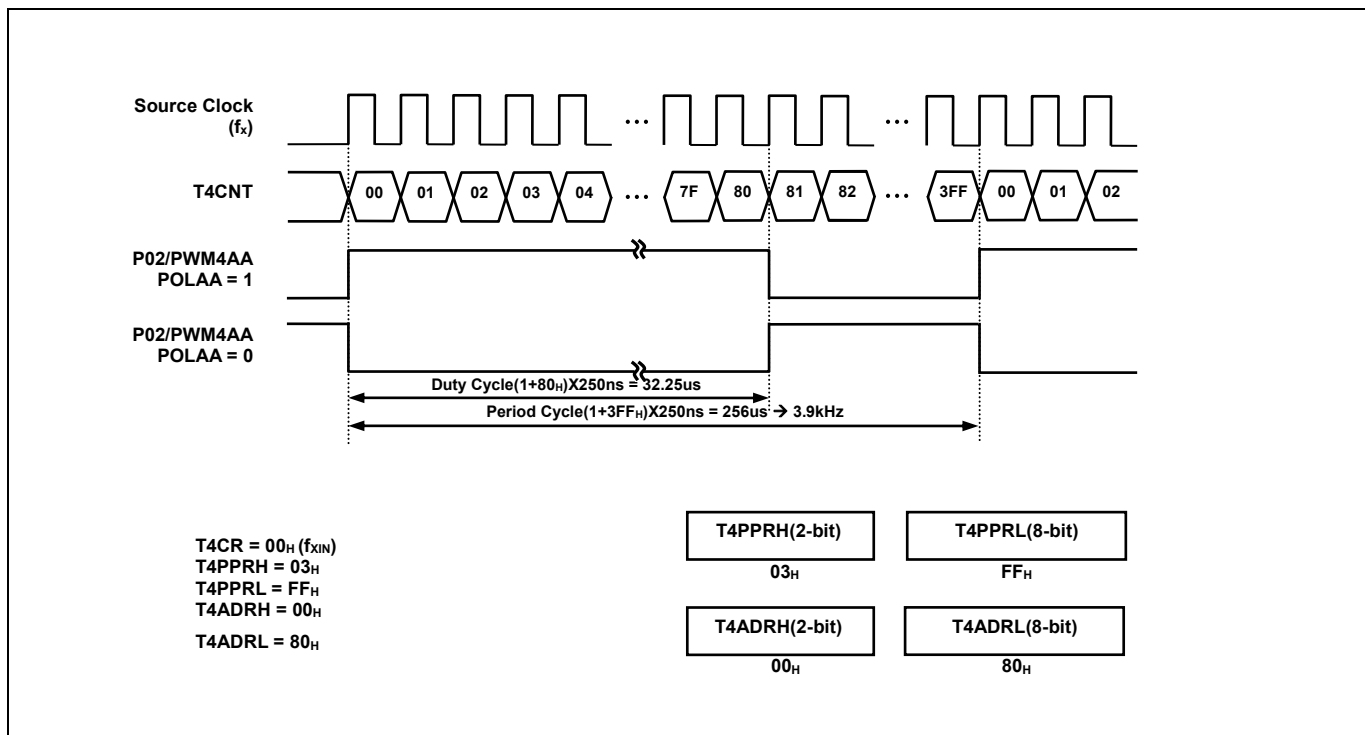 Source Clock
(fx)
T4CNT
00 01 02 03 04 ... 7F 80 81 82 ... 3FF 00 01 02
P02/PWM4AA
POLAA = 1
P02/PWM4AA
POLAA = 0
Duty Cycle(1+80H)X250ns = 32.25us
Period Cycle(1+3FFH)X250ns = 256us → 3.9kHz
T4CR = 00H (fXIN)
T4PPRH = 03H
T4PPRL = FFH
T4ADRH = 00H
T4ADRL = 80H
T4PPRH(2-bit) T4PPRL(8-bit)
03H FFH
T4ADRH(2-bit) T4ADRL(8-bit)
00H 80H